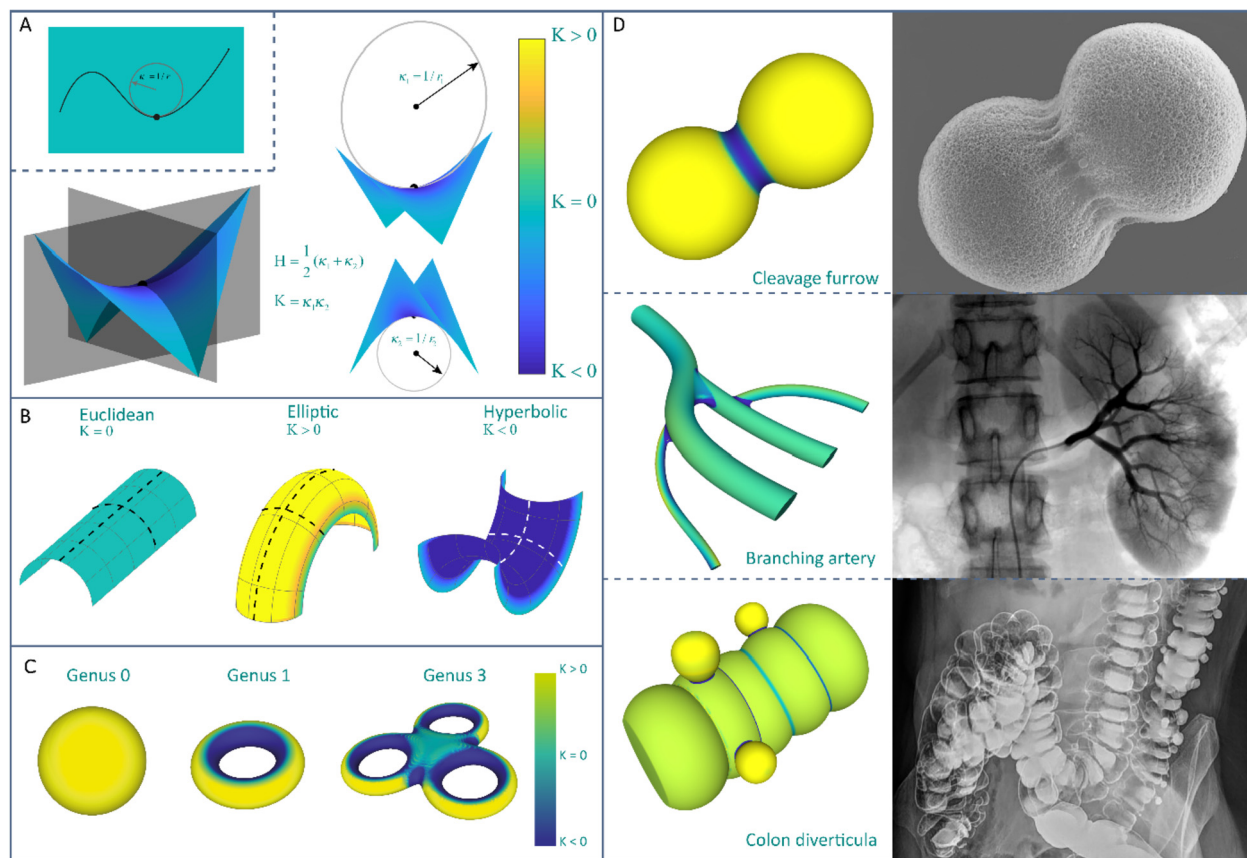 A
κ = 1/r
κ₁ = 1/r₁
K > 0
K = 0
K < 0
H = 1/2 (κ₁ + κ₂)
K = κ₁κ₂
κ₂ = 1/r₂
B
Euclidean
K = 0
Elliptic
K > 0
Hyperbolic
K < 0
C
Genus 0
Genus 1
Genus 3
K > 0
K = 0
K < 0
D
Cleavage furrow
Branching artery
Colon diverticula